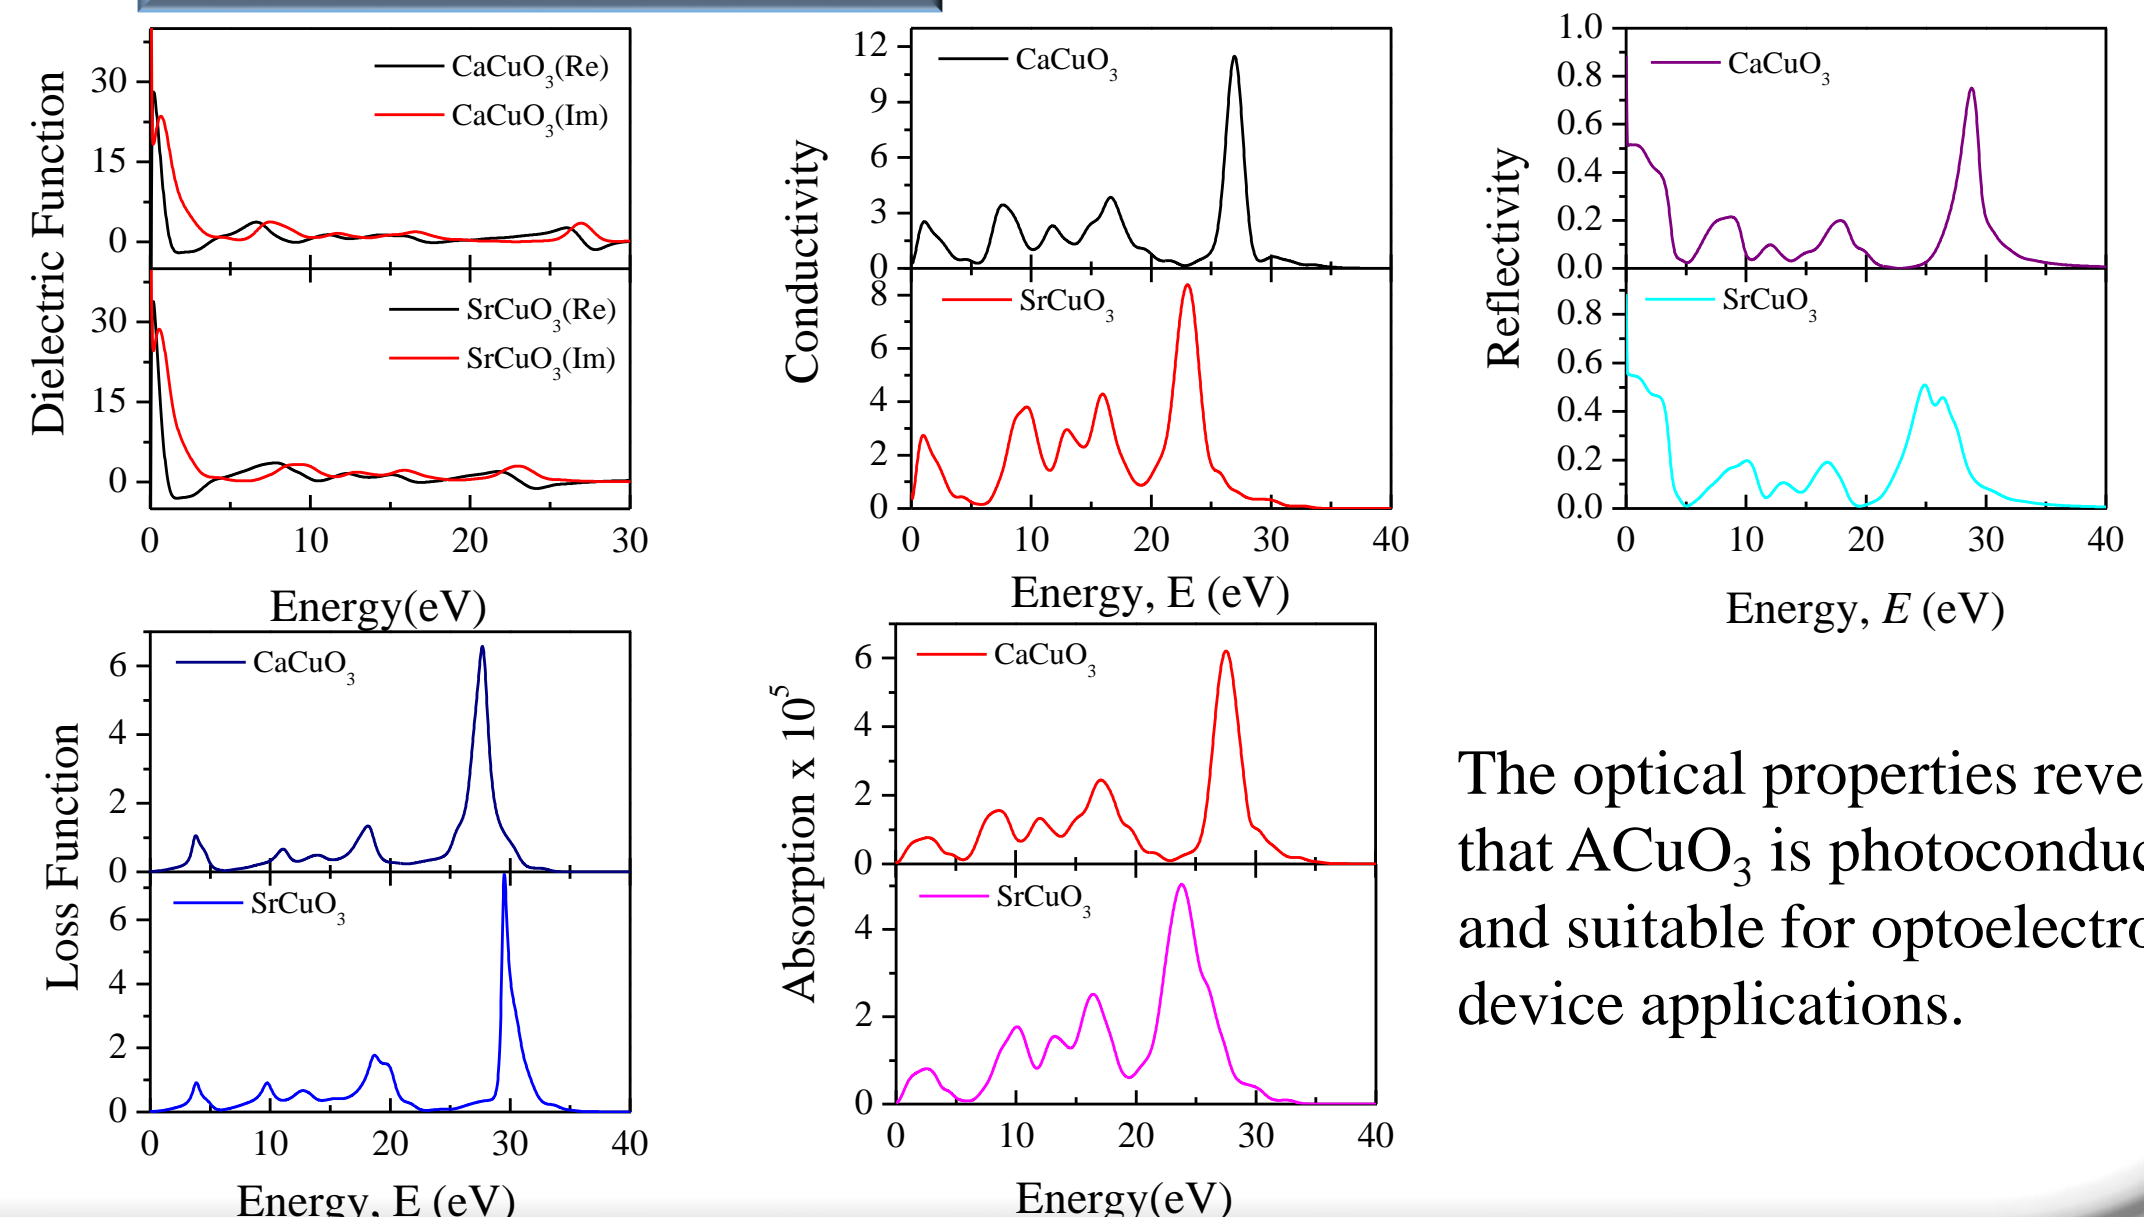 Dielectric Function
30
15
0
CaCuO3(Re)
CaCuO3(Im)
30
15
0
SrCuO3(Re)
SrCuO3(Im)
0 10 20 30
Energy(eV)
Conductivity
12
9
6
3
0
CaCuO3
8
6
4
2
0
SrCuO3
0 10 20 30 40
Energy, E (eV)
Reflectivity
1.0
0.8
0.6
0.4
0.2
0.0
CaCuO3
0.8
0.6
0.4
0.2
0.0
SrCuO3
0 10 20 30 40
Energy, E (eV)
Loss Function
6
4
2
0
CaCuO3
6
4
2
0
SrCuO3
0 10 20 30 40
Energy, E (eV)
Absorption x 10^5
6
4
2
0
CaCuO3
4
2
0
SrCuO3
0 10 20 30 40
Energy(eV)
The optical properties reve
that ACuO3 is photoconduc
and suitable for optoelectro
device applications.